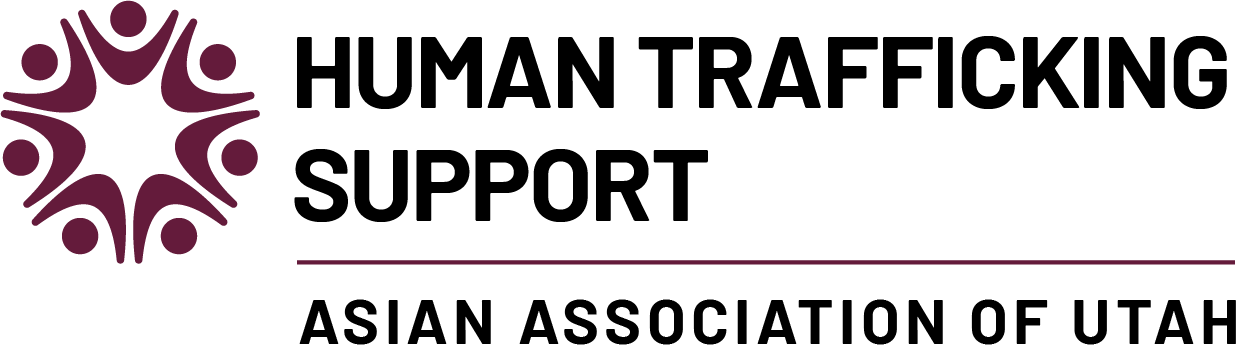 HUMAN TRAFFICKING
SUPPORT
ASIAN ASSOCIATION OF UTAH